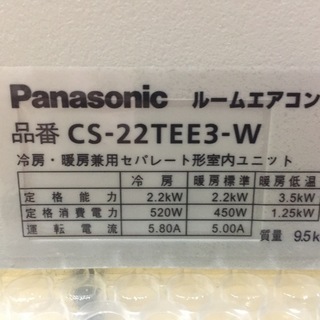 Panasonic ルームエアコン
品番 CS-22TEE3-W
冷房・暖房兼用セパレート形室内ユニット
冷房 暖房標準 暖房低温
定格能力 2.2kW 2.2kW 3.5kW
定格消費電力 520W 450W 1.25kW
運転電流 5.80A 5.00A
質量 9.5k